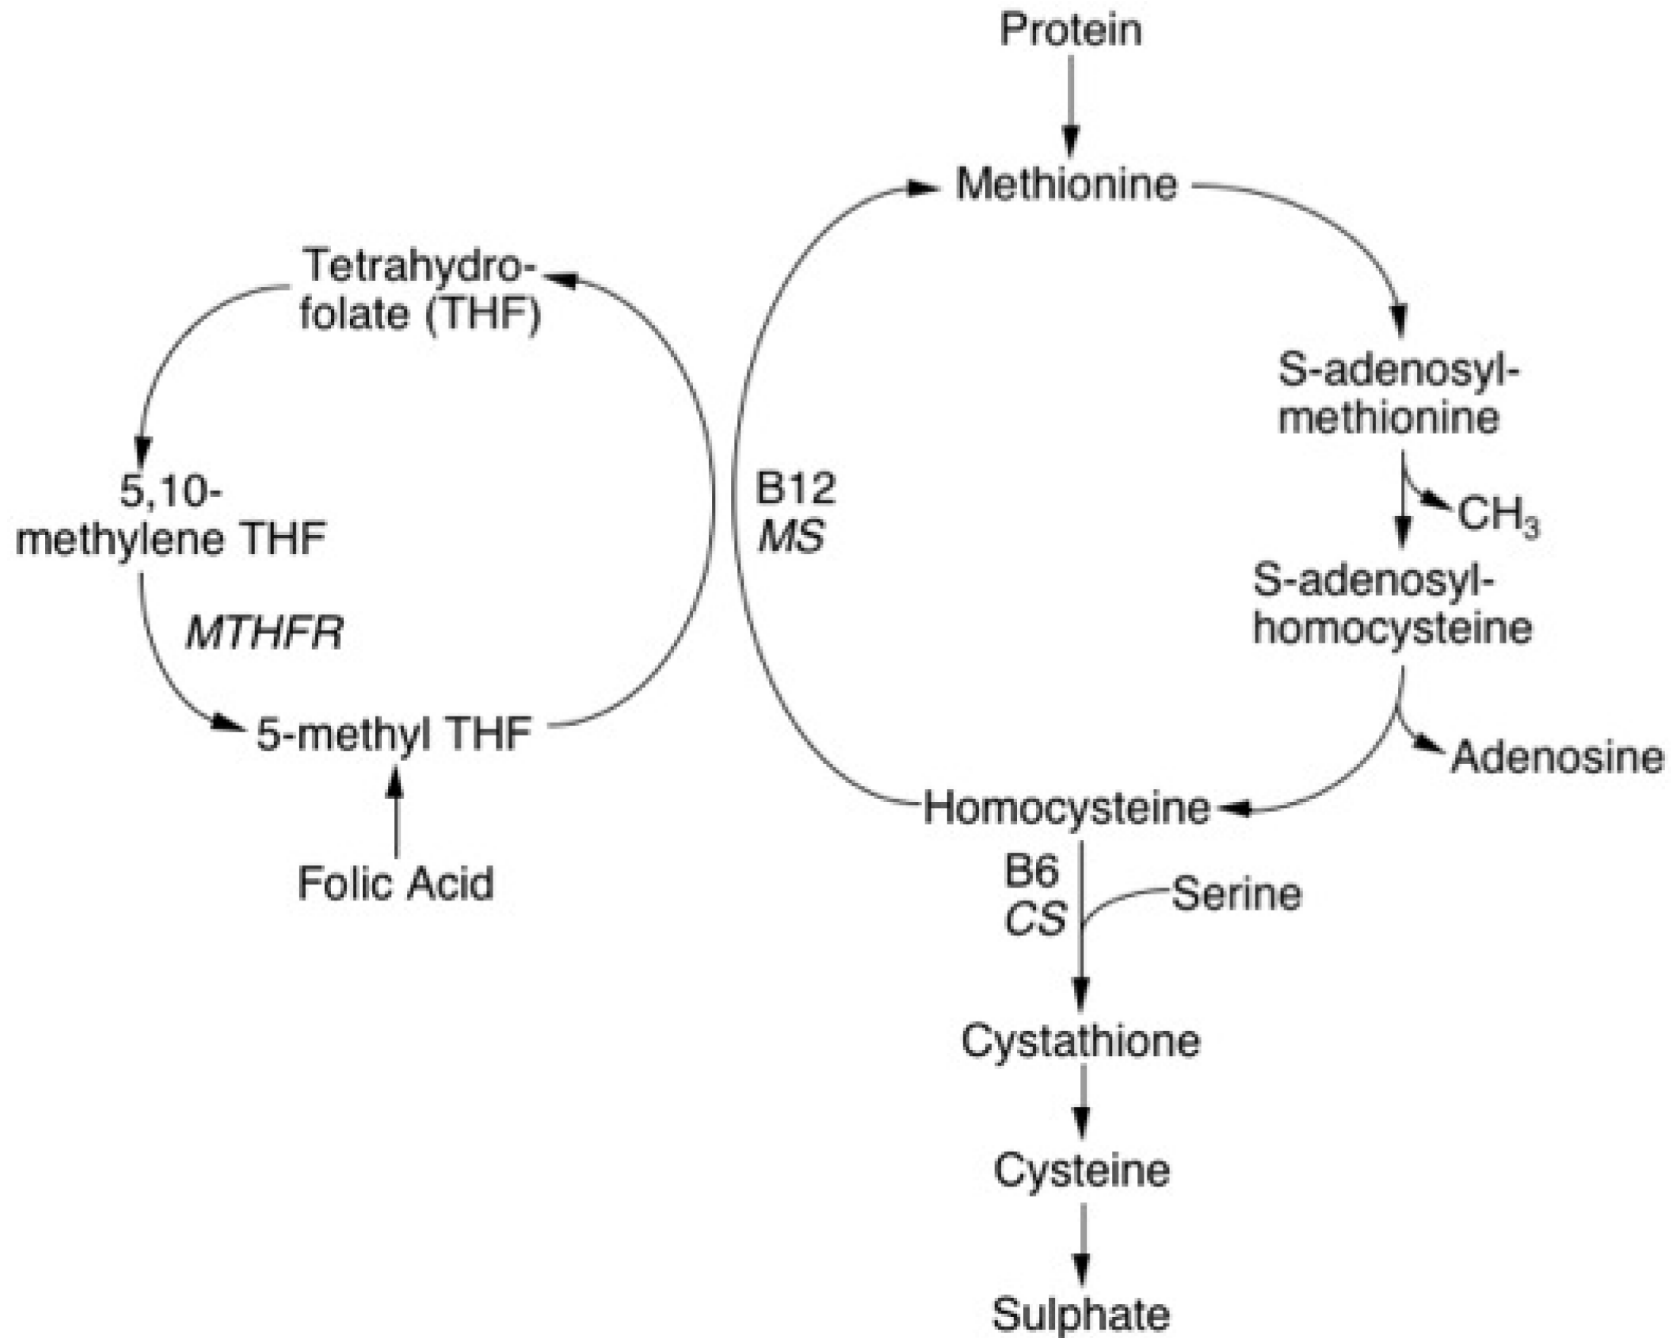 Protein
Methionine
Tetrahydro-
folate (THF)
S-adenosyl-
methionine
5,10-
methylene THF
B12
MS
CH3
S-adenosyl-
homocysteine
MTHFR
5-methyl THF
Adenosine
Homocysteine
Folic Acid
B6
CS
Serine
Cystathione
Cysteine
Sulphate